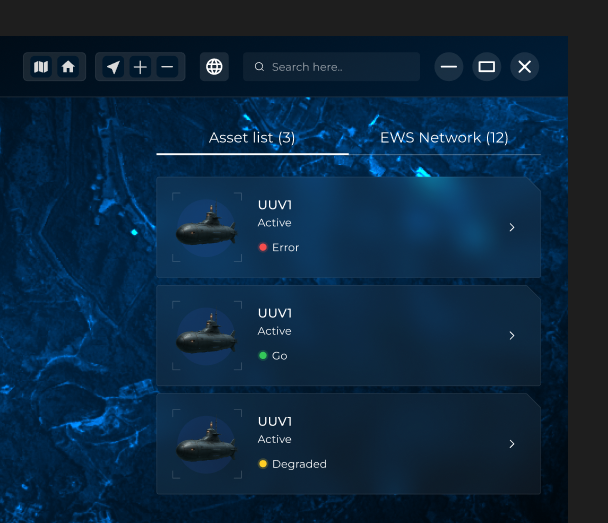 Search here..
Asset list (3)
EWS Network (12)
UUV1
Active
Error
UUV1
Active
Go
UUV1
Active
Degraded